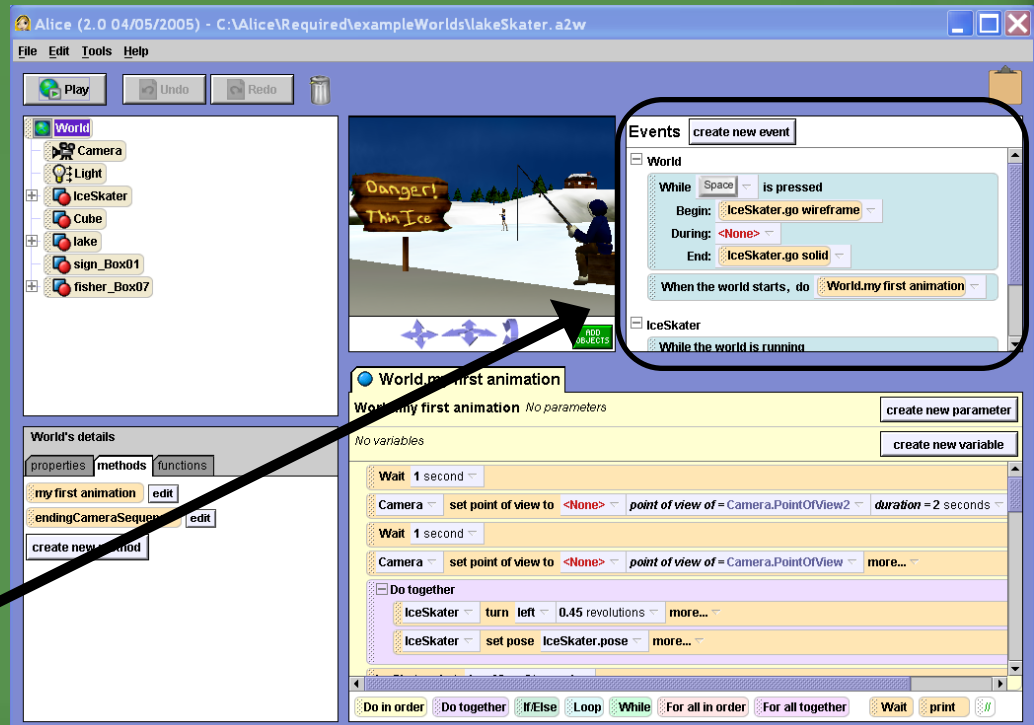 Alice (2.0 04/05/2005) - C:\Alice\Required\exampleWorlds\lakeSkater.a2w
File Edit Tools Help
Play Undo Redo
World
Camera
Light
IceSkater
Cube
lake
sign_Box01
fisher_Box07
Danger!
Thin Ice
ADD
OBJECTS
Events create new event
World
While Space is pressed
Begin: IceSkater.go wireframe
During: <None>
End: IceSkater.go solid
When the world starts, do World.my first animation
IceSkater
While the world is running
World's details
properties methods functions
my first animation edit
endingCameraSequence edit
create new method
World.my first animation
World.my first animation No parameters create new parameter
No variables create new variable
Wait 1 second
Camera set point of view to <None> point of view of = Camera.PointOfView2 duration = 2 seconds
Wait 1 second
Camera set point of view to <None> point of view of = Camera.PointOfView more...
Do together
IceSkater turn left 0.45 revolutions more...
IceSkater set pose IceSkater.pose more...
Do in order Do together If/Else Loop While For all in order For all together Wait print //